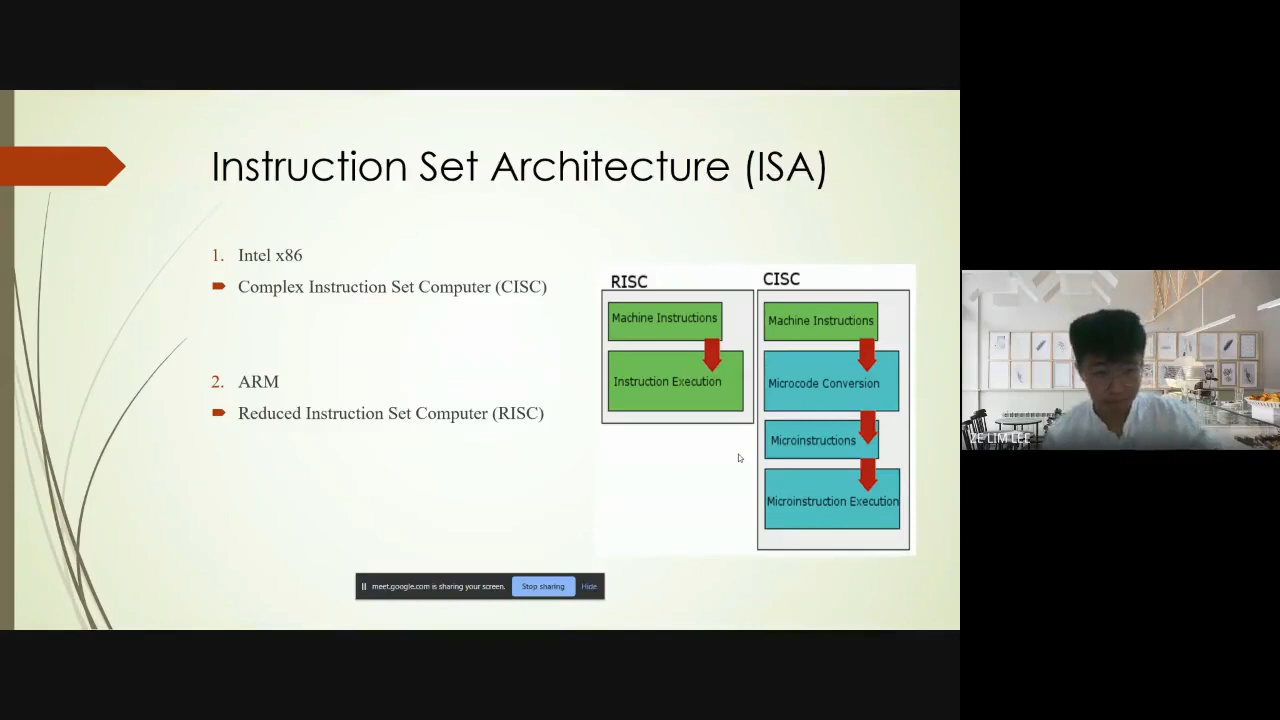 Instruction Set Architecture (ISA)
1. Intel x86
Complex Instruction Set Computer (CISC)
2. ARM
Reduced Instruction Set Computer (RISC)
RISC
Machine Instructions
Instruction Execution
CISC
Machine Instructions
Microcode Conversion
Microinstructions
Microinstruction Execution
meet.google.com is sharing your screen.
Stop sharing
Hide
ZE LIM LEE